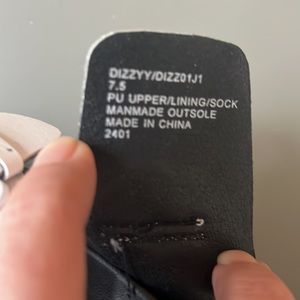 DIZZYY/DIZZ01J1
7.5
PU UPPER/LINING/SOCK
MANMADE OUTSOLE
MADE IN CHINA
2401